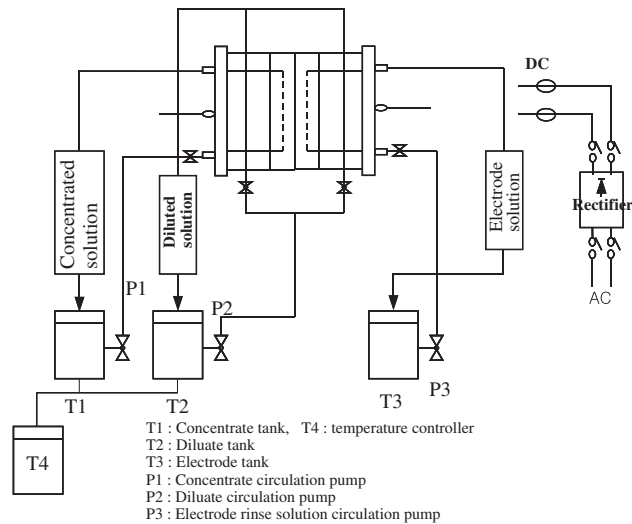 DC
Concentrated
solution
Diluted
solution
Electrode
solution
Rectifier
AC
P1
P2
P3
T1
T2
T3
T4
T1 : Concentrate tank, T4 : temperature controller
T2 : Diluate tank
T3 : Electrode tank
P1 : Concentrate circulation pump
P2 : Diluate circulation pump
P3 : Electrode rinse solution circulation pump